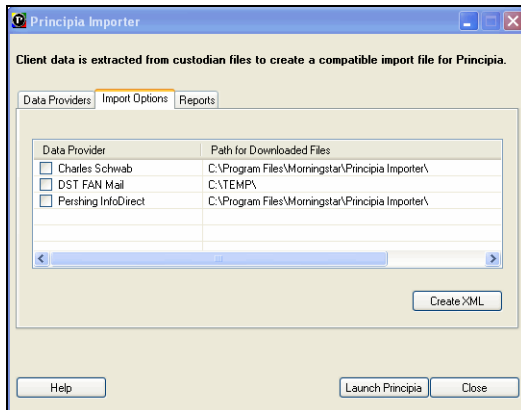 Principia Importer
Client data is extracted from custodian files to create a compatible import file for Principia.
Data Providers Import Options Reports
Data Provider Path for Downloaded Files
Charles Schwab C:\Program Files\Morningstar\Principia Importer\
DST FAN Mail C:\TEMP\
Pershing InfoDirect C:\Program Files\Morningstar\Principia Importer\
Create XML
Help Launch Principia Close